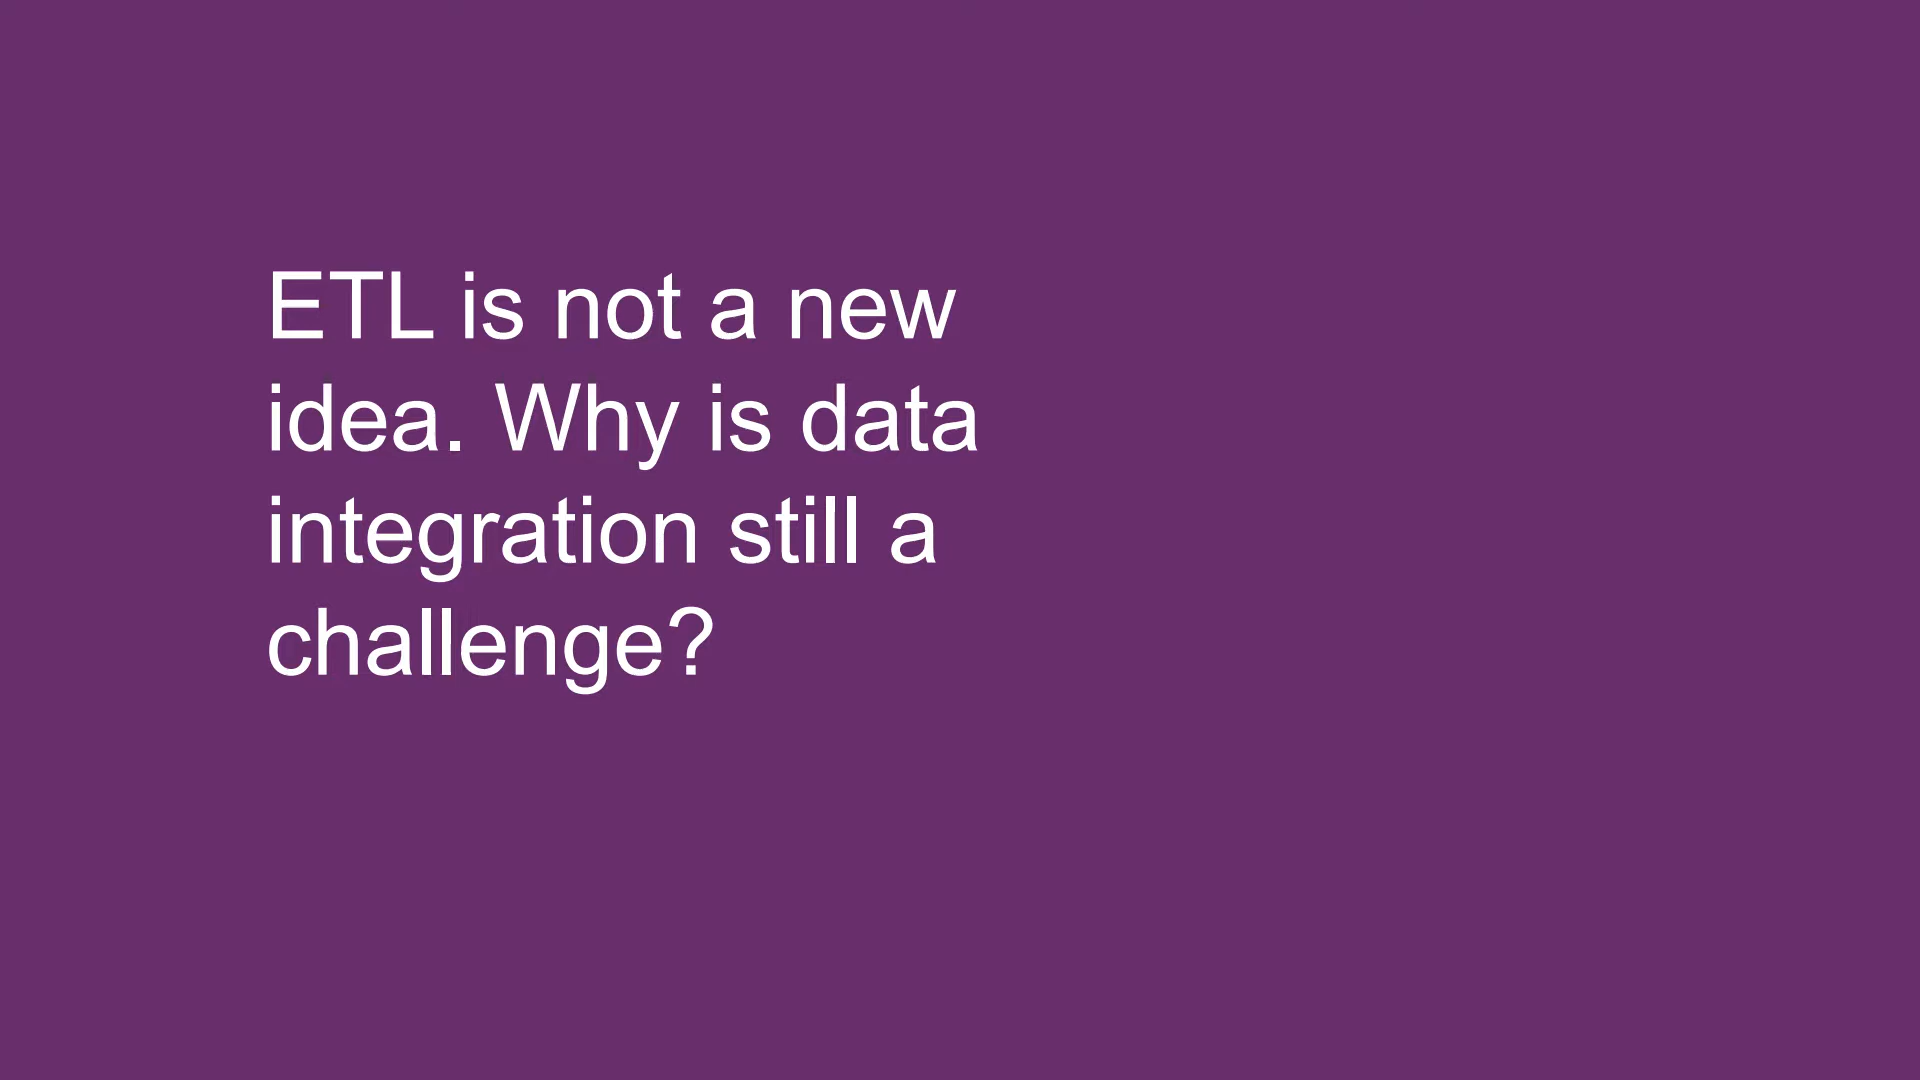 ETL is not a new
idea. Why is data
integration still a
challenge?